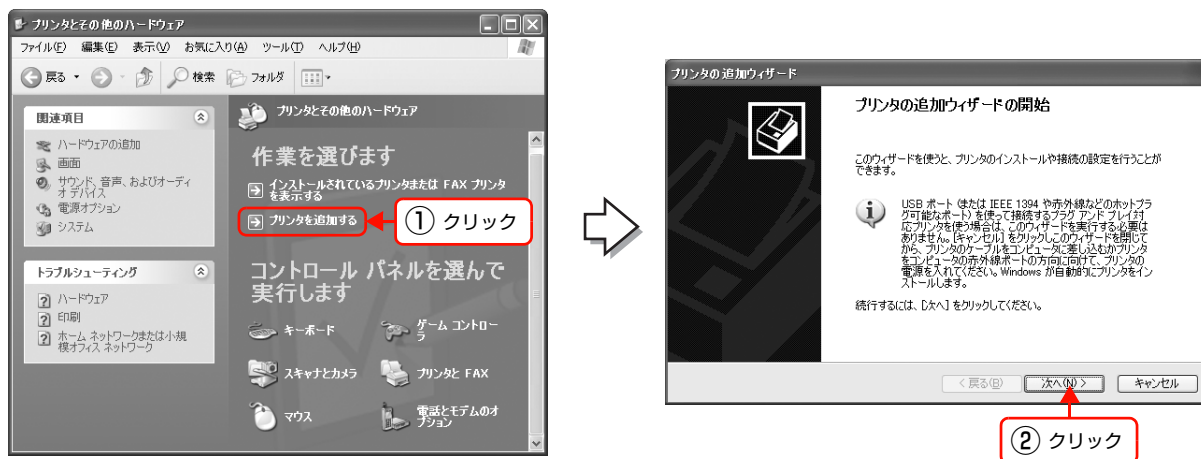 プリンタとその他のハードウェア
ファイル(F) 編集(E) 表示(V) お気に入り(A) ツール(T) ヘルプ(H)
戻る 検索 フォルダ
関連項目
ハードウェアの追加
画面
サウンド、音声、およびオーディ
オ デバイス
電源オプション
システム
トラブルシューティング
ハードウェア
印刷
ホーム ネットワークまたは小規
模オフィス ネットワーク
プリンタとその他のハードウェア
作業を選びます
インストールされているプリンタまたは FAX プリンタ
を表示する
プリンタを追加する
① クリック
コントロール パネルを選んで
実行します
キーボード
ゲーム コントロー
ラ
スキャナとカメラ
プリンタと FAX
マウス
電話とモデムのオ
プション
プリンタの追加ウィザード
プリンタの追加ウィザードの開始
このウィザードを使うと、プリンタのインストールや接続の設定を行うことが
できます。
USB ポート (または IEEE 1394 や赤外線などのホットプラ
グ可能なポート) を使って接続するプラグ アンド プレイ対
応プリンタを使う場合は、このウィザードを実行する必要は
ありません。[キャンセル] をクリックしてこのウィザードを閉じて
から、プリンタのケーブルをコンピュータに差し込むかプリンタ
をコンピュータの赤外線ポートの方向に向けて、プリンタの
電源を入れてください。Windows が自動的にプリンタをイン
ストールします。
続行するには、[次へ] をクリックしてください。
< 戻る(B) 次へ(N) > キャンセル
② クリック